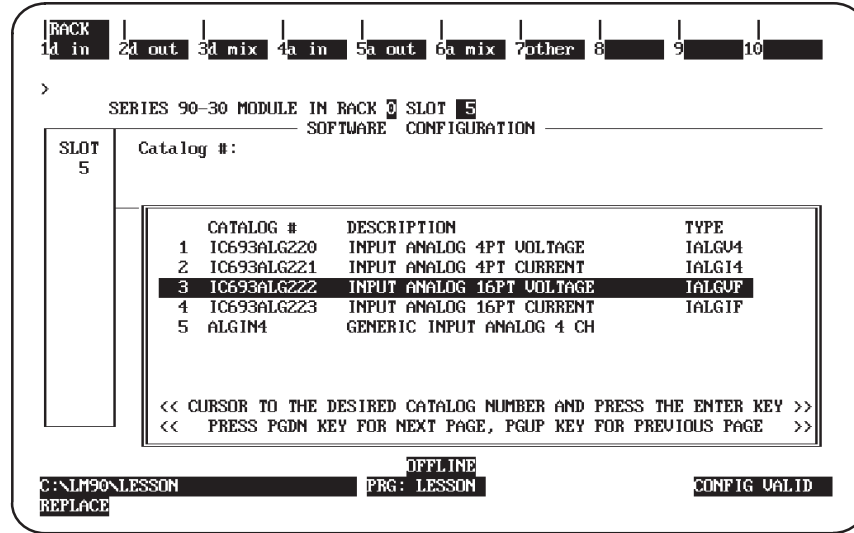 RACK
1d in 2d out 3d mix 4a in 5a out 6a mix 7other 8 9 10
>
SERIES 90-30 MODULE IN RACK 0 SLOT 5
SOFTWARE CONFIGURATION
SLOT Catalog #:
5
CATALOG # DESCRIPTION TYPE
1 IC693ALG220 INPUT ANALOG 4PT VOLTAGE IALGV4
2 IC693ALG221 INPUT ANALOG 4PT CURRENT IALGI4
3 IC693ALG222 INPUT ANALOG 16PT VOLTAGE IALGVF
4 IC693ALG223 INPUT ANALOG 16PT CURRENT IALGIF
5 ALGIN4 GENERIC INPUT ANALOG 4 CH
<< CURSOR TO THE DESIRED CATALOG NUMBER AND PRESS THE ENTER KEY >>
<< PRESS PGDN KEY FOR NEXT PAGE, PGUP KEY FOR PREVIOUS PAGE >>
OFFLINE
C:\LM90\LESSON PRG: LESSON CONFIG VALID
REPLACE